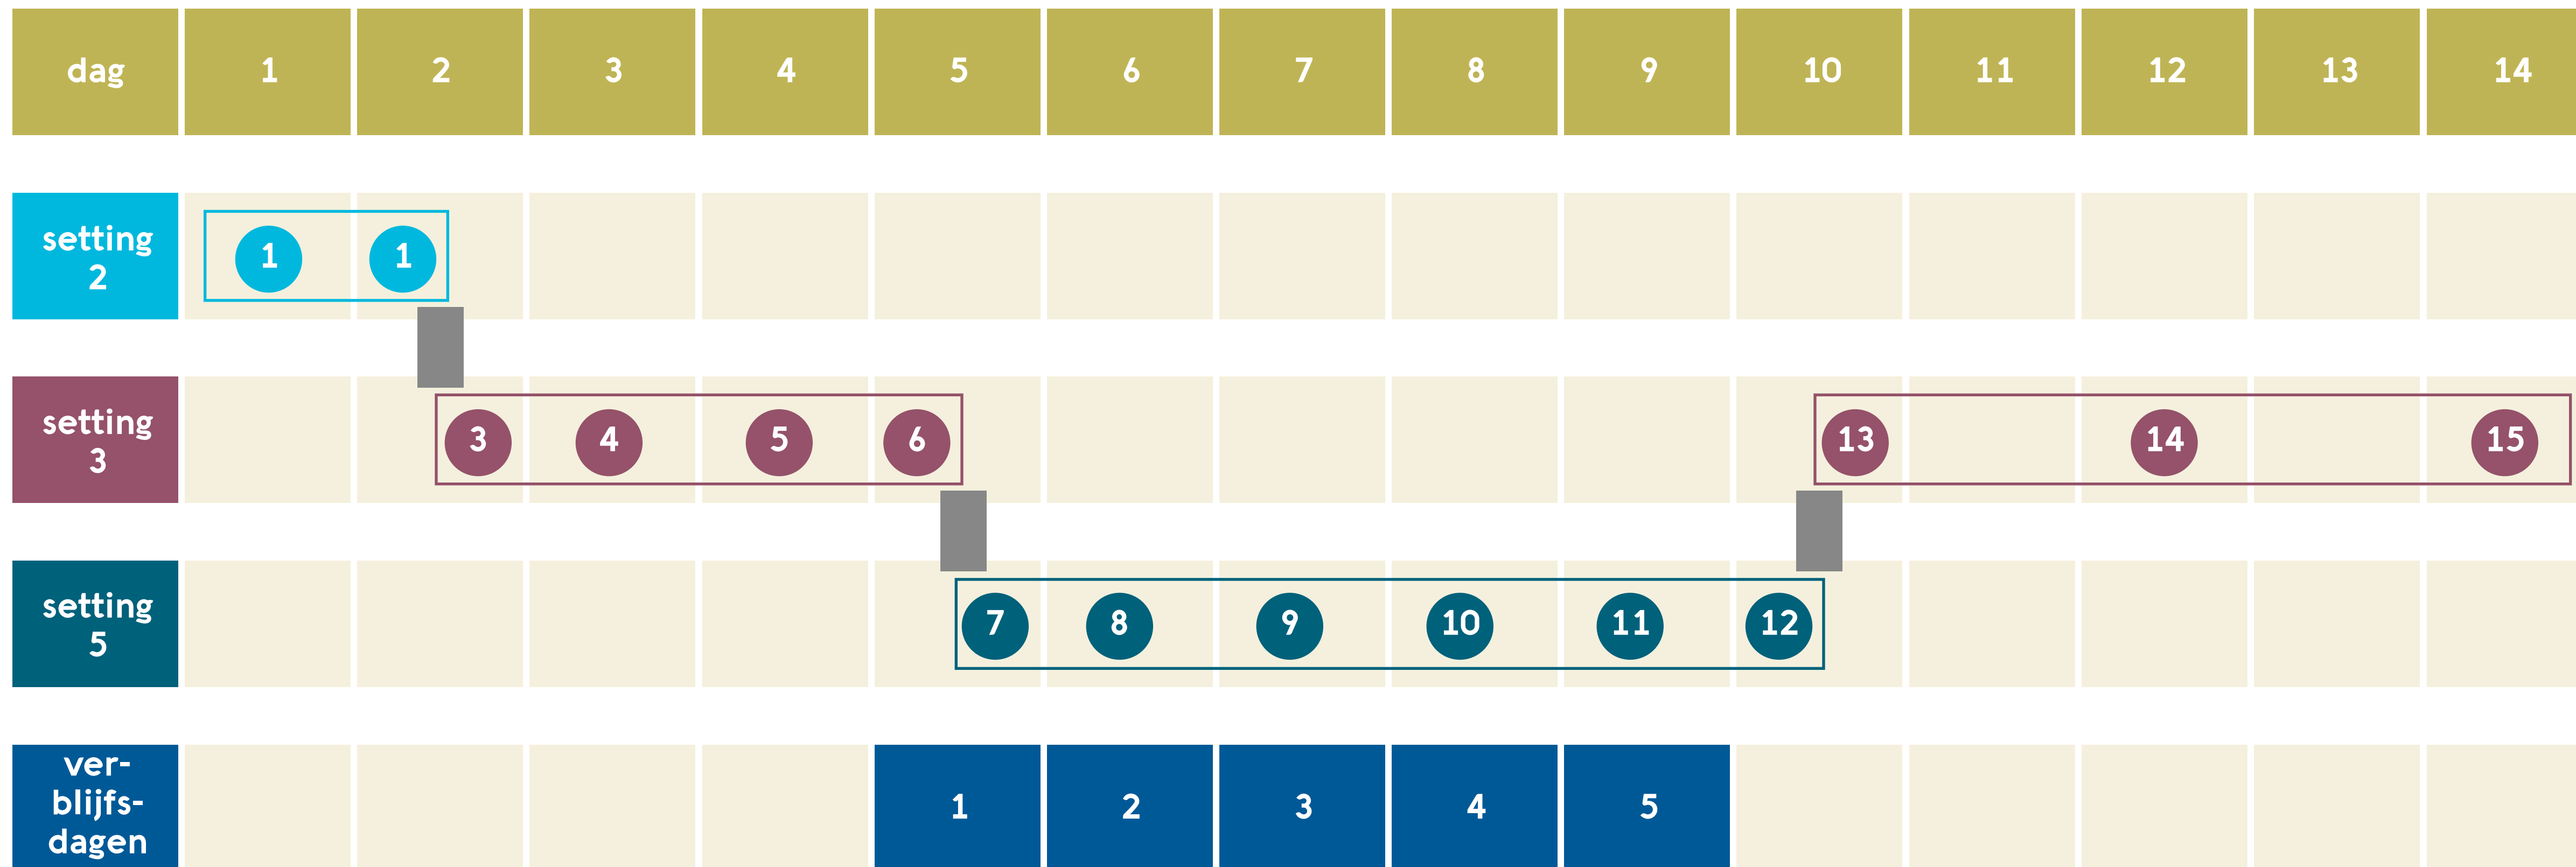 dag 1 2 3 4 5 6 7 8 9 10 11 12 13 14
setting
2
1 1
setting
3
3 4 5 6 13 14 15
setting
5
7 8 9 10 11 12
ver-
blijfs-
dagen
1 2 3 4 5